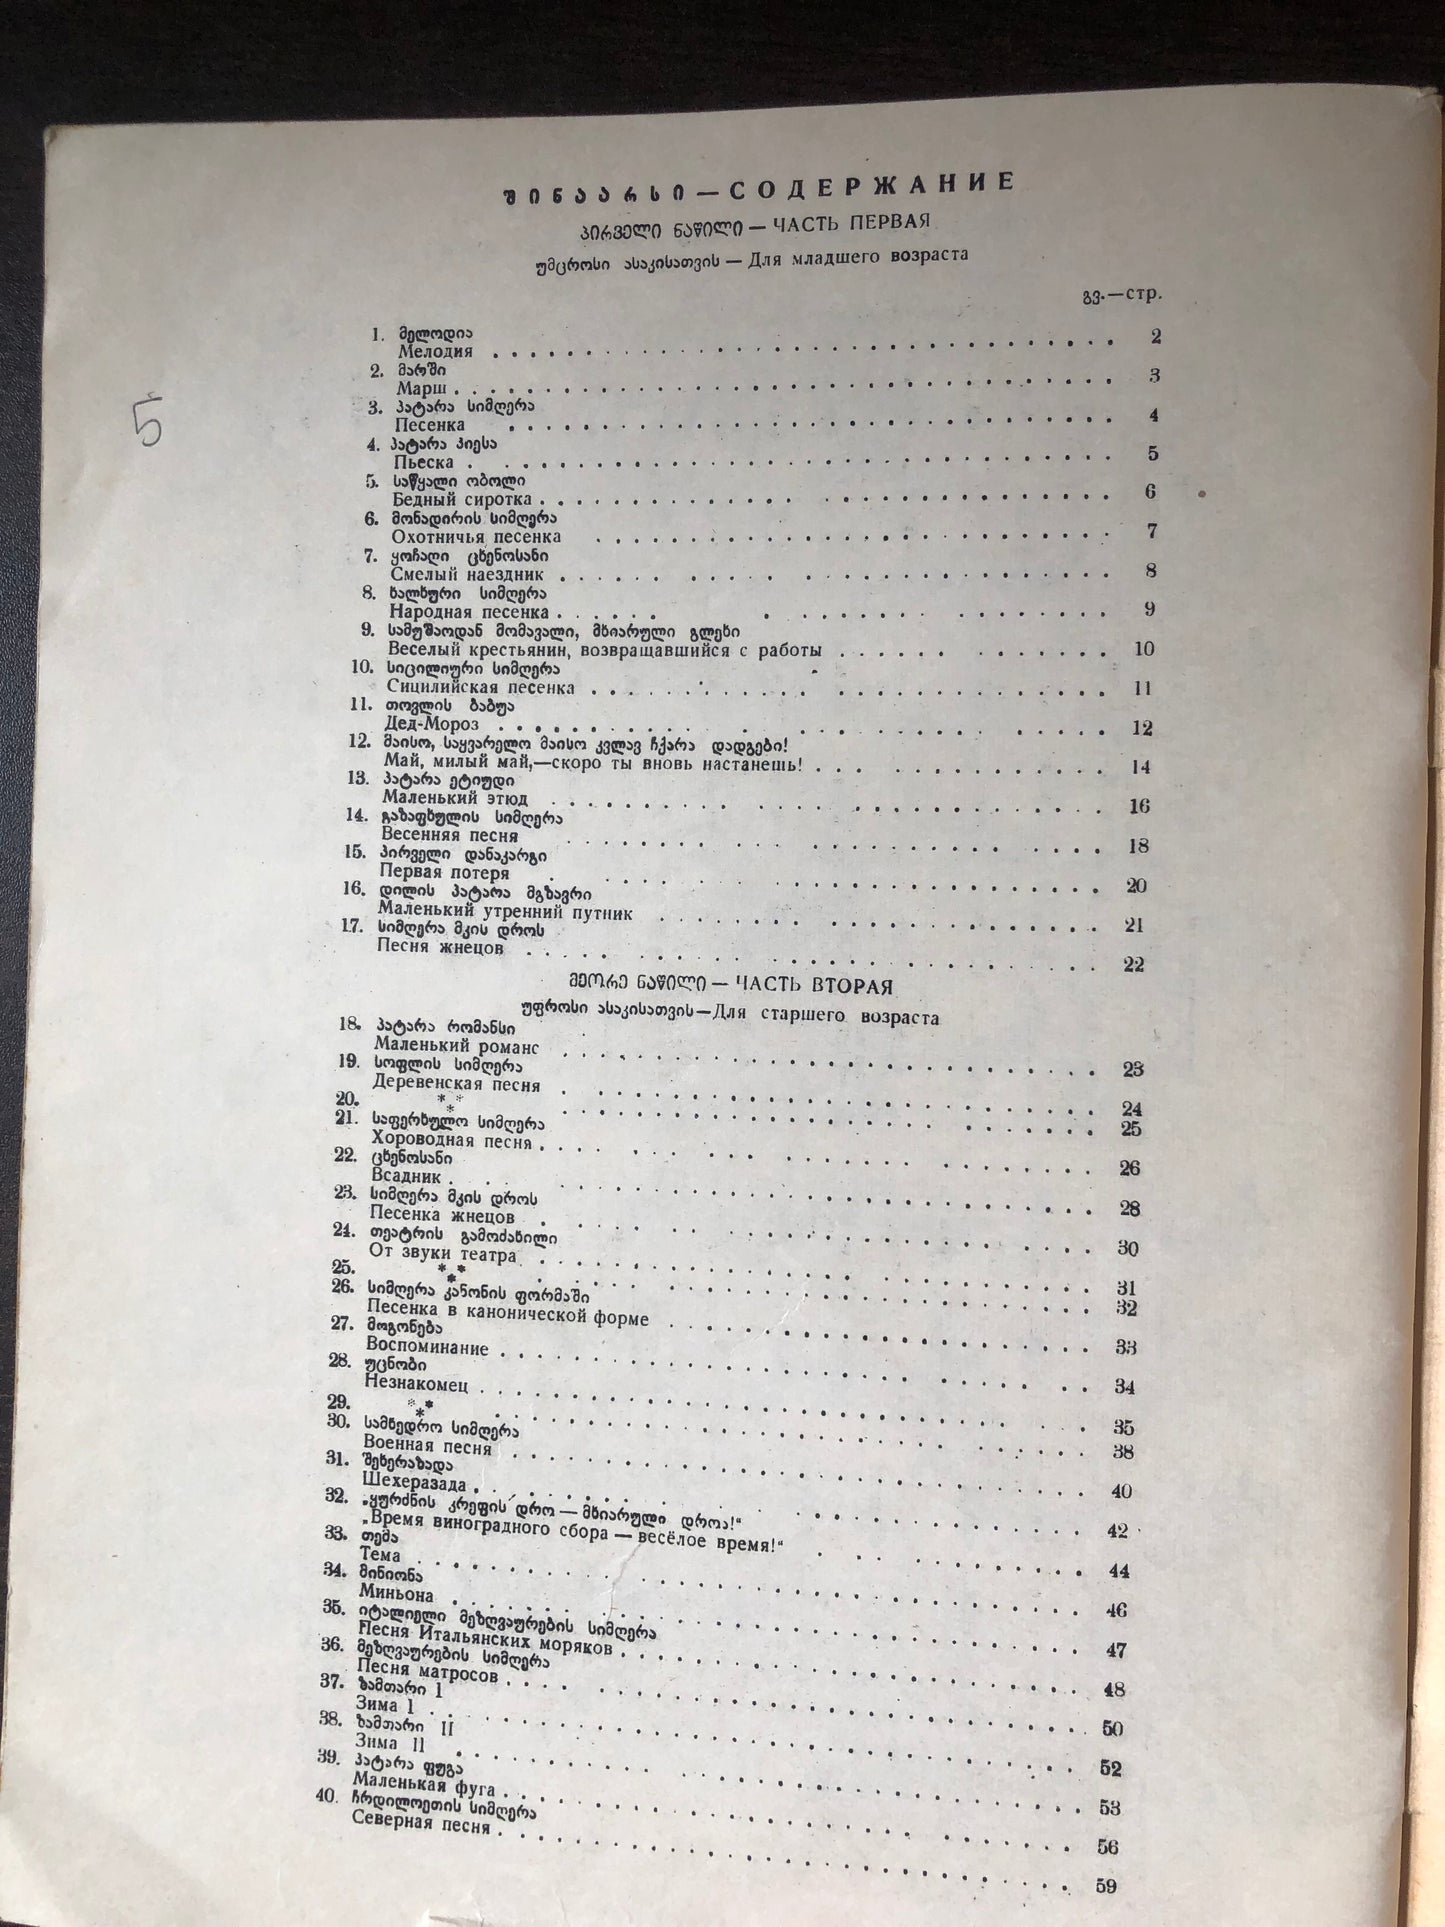 შინაარსი — СОДЕРЖАНИЕ
ᲞᲘᲠᲕᲔᲚᲘ ᲜᲐᲬᲘᲚᲘ — ЧАСТЬ ПЕРВАЯ
უმცროსი ასაკისათვის — Для младшего возраста
გვ.—стр.
1. მელოდია
Мелодия 2
2. მარში
Марш 3
3. პატარა სიმღერა
Песенка 4
5
4. პატარა პიესა
Пьеска 5
5. საწყალი ობოლი
Бедный сиротка 6
6. მონადირის სიმღერა
Охотничья песенка 7
7. ყოჩაღი ცხენოსანი
Смелый наездник 8
8. ხალხური სიმღერა
Народная песенка 9
9. სამუშაოდან მომავალი, მხიარული გლეხი
Веселый крестьянин, возвращавшийся с работы 10
10. სიცილიური სიმღერა
Сицилийская песенка 11
11. თოვლის ბაბუა
Дед-Мороз 12
12. მაისო, საყვარელო მაისო კვლავ ჩქარა დადგები!
Май, милый май,—скоро ты вновь настанешь! 14
13. პატარა ეტიუდი
Маленький этюд 16
14. გაზაფხულის სიმღერა
Весенняя песня 18
15. პირველი დანაკარგი
Первая потеря 20
16. დილის პატარა მგზავრი
Маленький утренний путник 21
17. სიმღერა მკის დროს
Песня жнецов 22
ᲛᲔᲝᲠᲔ ᲜᲐᲬᲘᲚᲘ — ЧАСТЬ ВТОРАЯ
უფროსი ასაკისათვის—Для старшего возраста
18. პატარა რომანსი
Маленький романс 23
19. სოფლის სიმღერა
Деревенская песня 24
20. * * * 25
21. საფერხულო სიმღერა
Хороводная песня 26
22. ცხენოსანი
Всадник 28
23. სიმღერა მკის დროს
Песенка жнецов 30
24. თეატრის გამოძახილი
От звуки театра 31
25. * * * 32
26. სიმღერა კანონის ფორმაში
Песенка в канонической форме 33
27. მოგონება
Воспоминание 34
28. უცნობი
Незнакомец 35
29. * * * 38
30. სამხედრო სიმღერა
Военная песня 40
31. შეხერაზადა
Шехеразада 42
32. „ყურძნის კრეფის დრო — მხიარული დროა!“
„Время виноградного сбора — весёлое время!“ 44
33. თემა
Тема 46
34. მინიონა
Миньона 47
35. იტალიელი მეზღვაურების სიმღერა
Песня Итальянских моряков 48
36. მეზღვაურების სიმღერა
Песня матросов 50
37. ზამთარი I
Зима I 52
38. ზამთარი II
Зима II 53
39. პატარა ფუგა
Маленькая фуга 56
40. ჩრდილოეთის სიმღერა
Северная песня 59